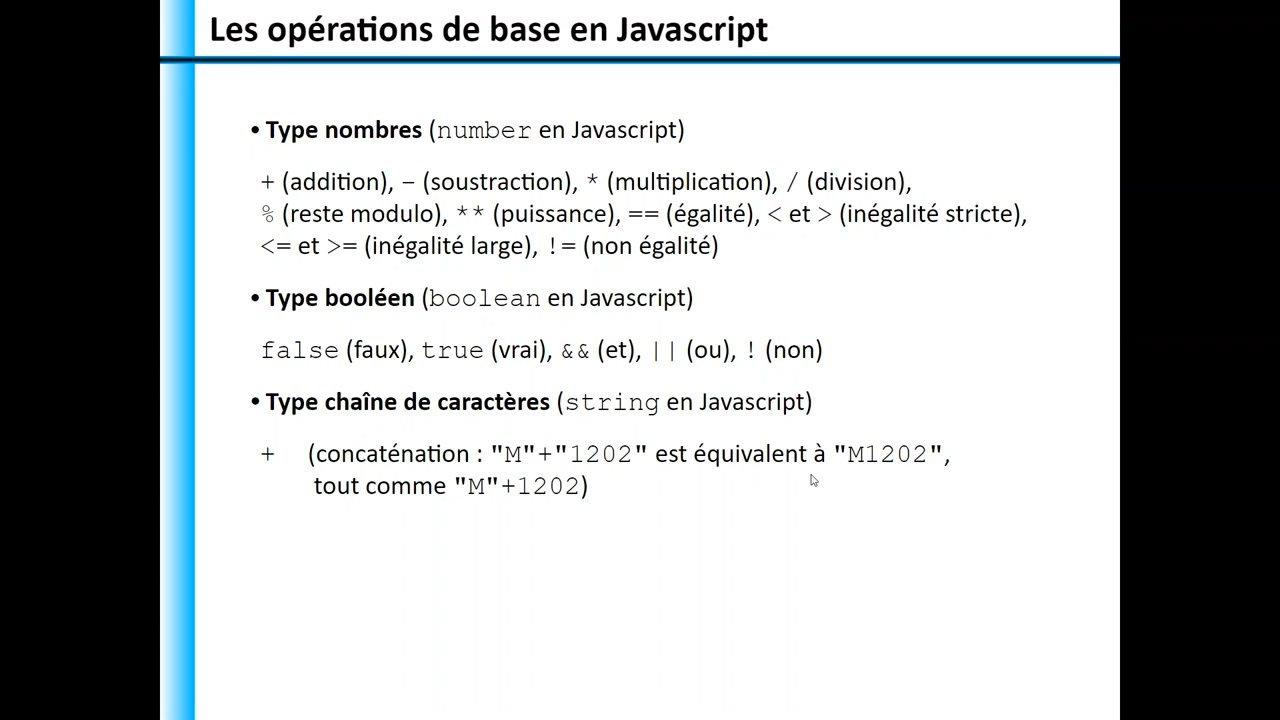 Les opérations de base en Javascript
• Type nombres (number en Javascript)
+ (addition), – (soustraction), * (multiplication), / (division),
% (reste modulo), ** (puissance), == (égalité), < et > (inégalité stricte),
<= et >= (inégalité large), != (non égalité)
• Type booléen (boolean en Javascript)
false (faux), true (vrai), && (et), || (ou), ! (non)
• Type chaîne de caractères (string en Javascript)
+ (concaténation : "M"+"1202" est équivalent à "M1202",
tout comme "M"+1202)